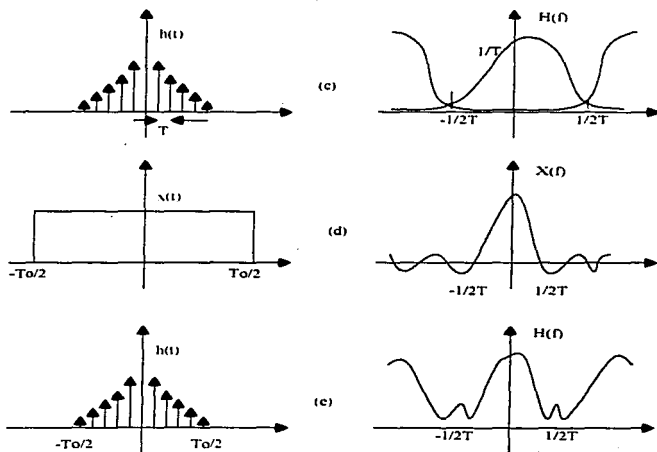 h(t)
T
(c)
H(f)
1/T
-1/2T
1/2T
x(t)
-To/2
To/2
(d)
X(f)
-1/2T
1/2T
h(t)
-To/2
To/2
(e)
H(f)
-1/2T
1/2T